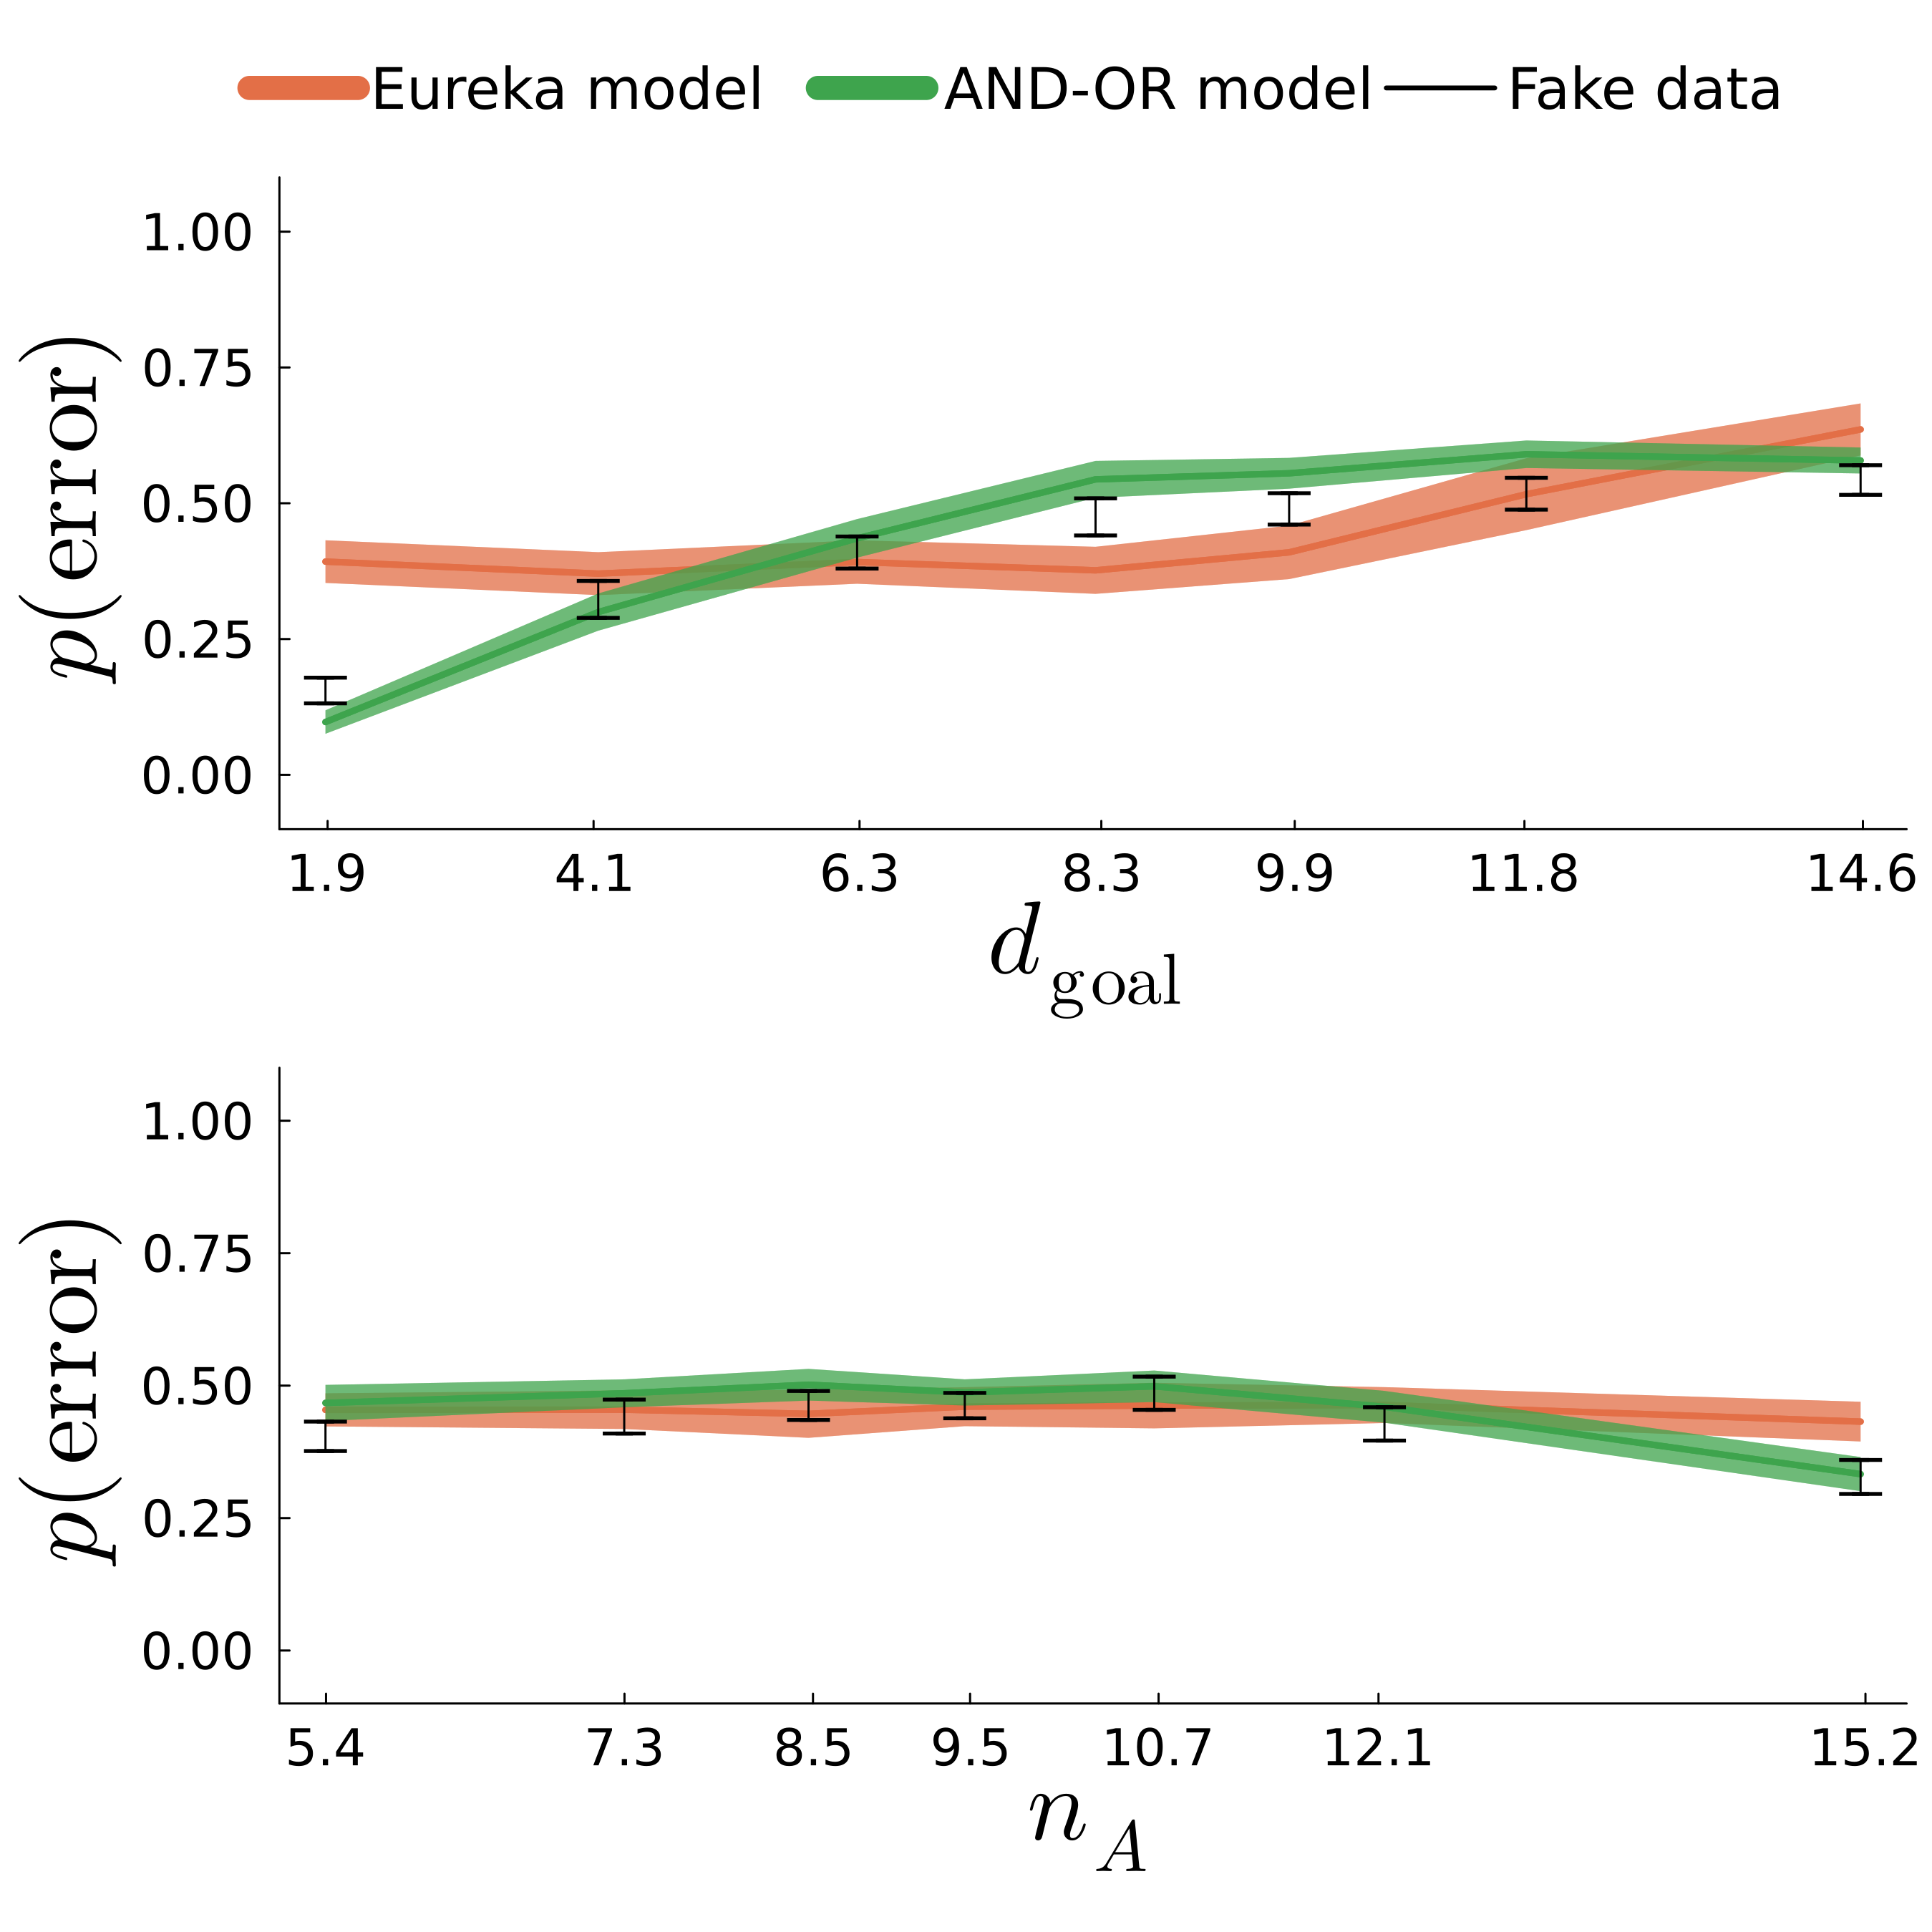 Eureka model AND-OR model Fake data
p(error)
1.00
0.75
0.50
0.25
0.00
1.9 4.1 6.3 8.3 9.9 11.8 14.6
d_goal
p(error)
1.00
0.75
0.50
0.25
0.00
5.4 7.3 8.5 9.5 10.7 12.1 15.2
n_A